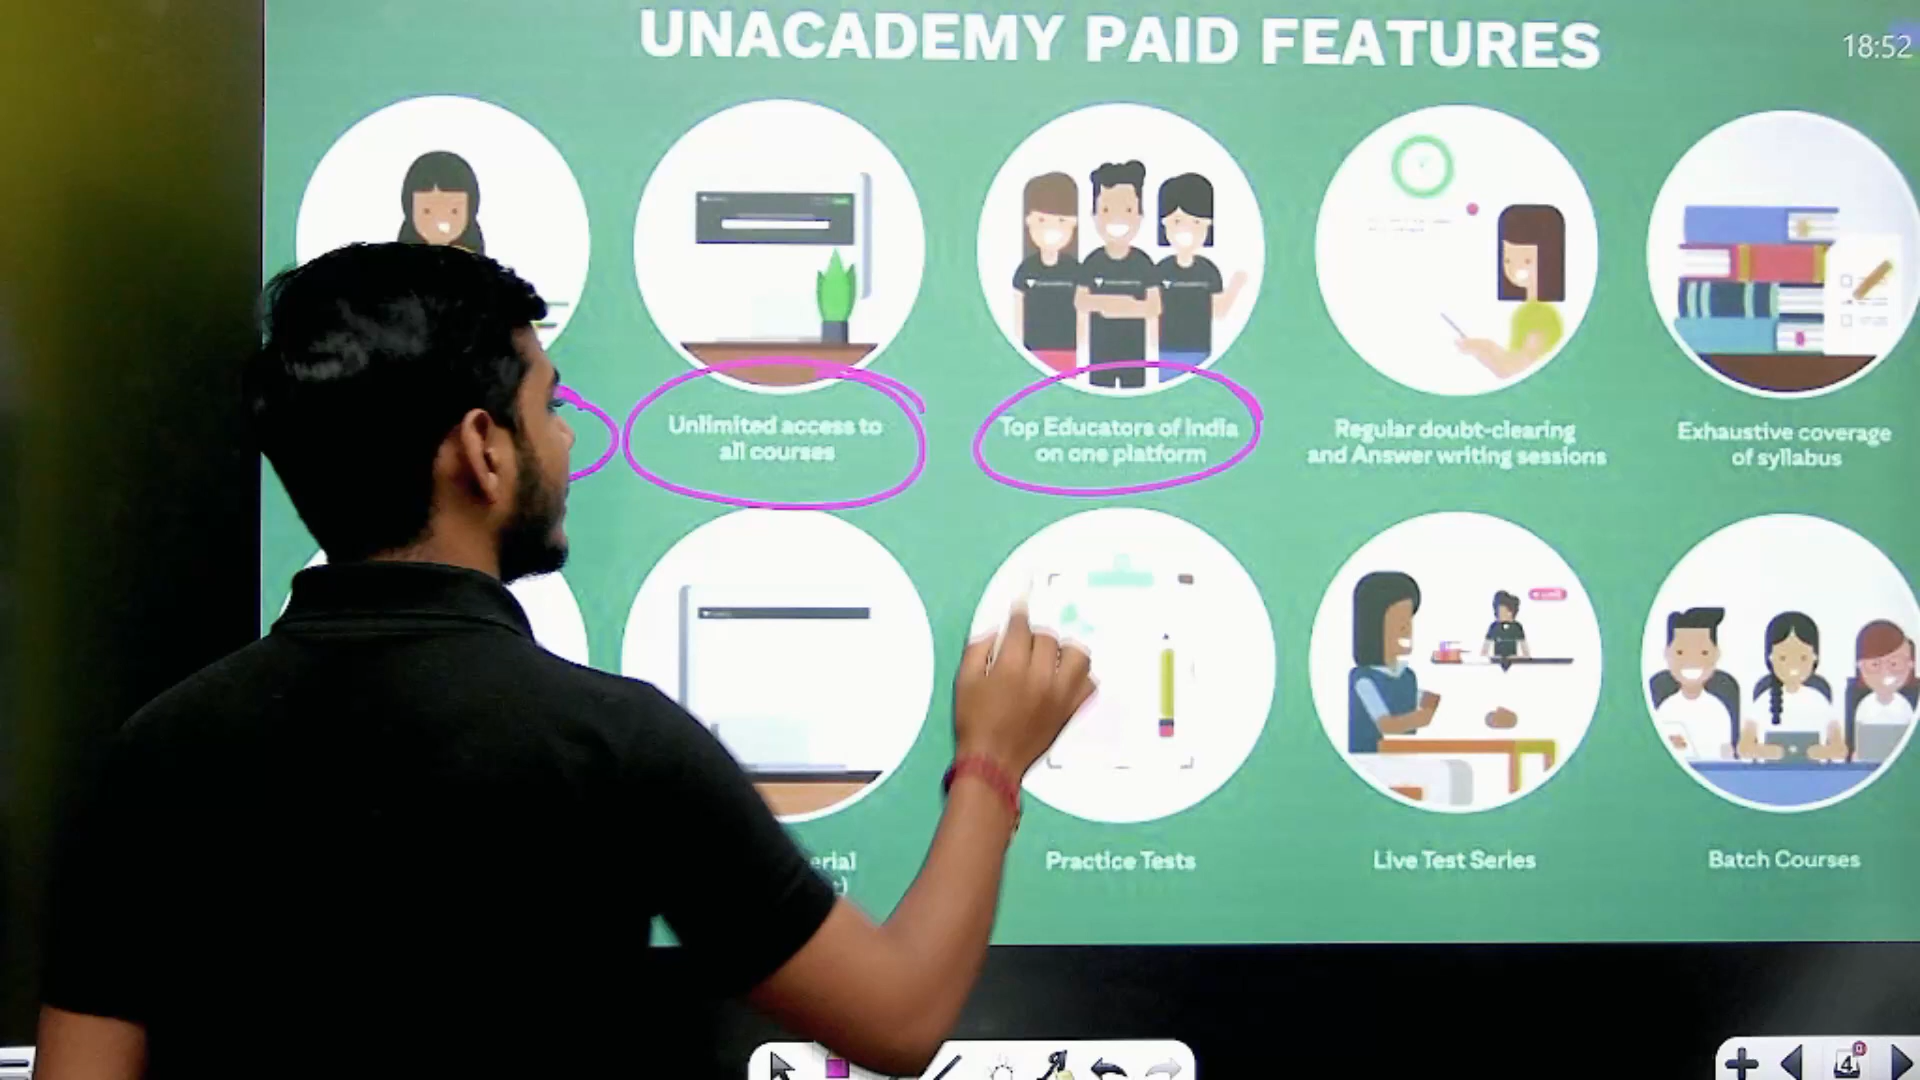 UNACADEMY PAID FEATURES
18:52
Unlimited access to
all courses
Top Educators of India
on one platform
Regular doubt-clearing
and Answer writing sessions
Exhaustive coverage
of syllabus
Practice Tests
Live Test Series
Batch Courses
4